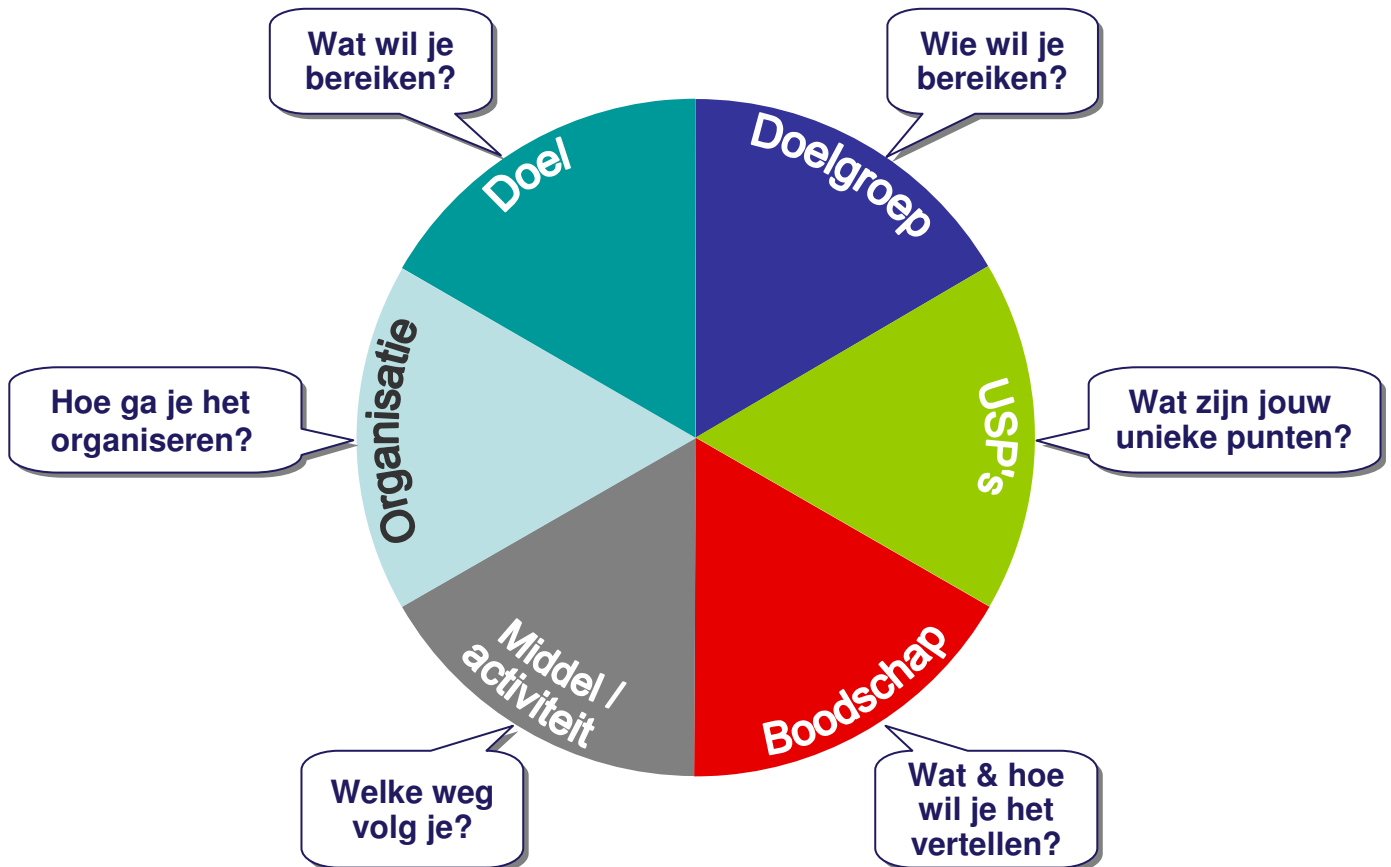 Wat wil je
bereiken?
Wie wil je
bereiken?
Doel
Doelgroep
Organisatie
USP's
Hoe ga je het
organiseren?
Wat zijn jouw
unieke punten?
Middel /
activiteit
Boodschap
Welke weg
volg je?
Wat & hoe
wil je het
vertellen?